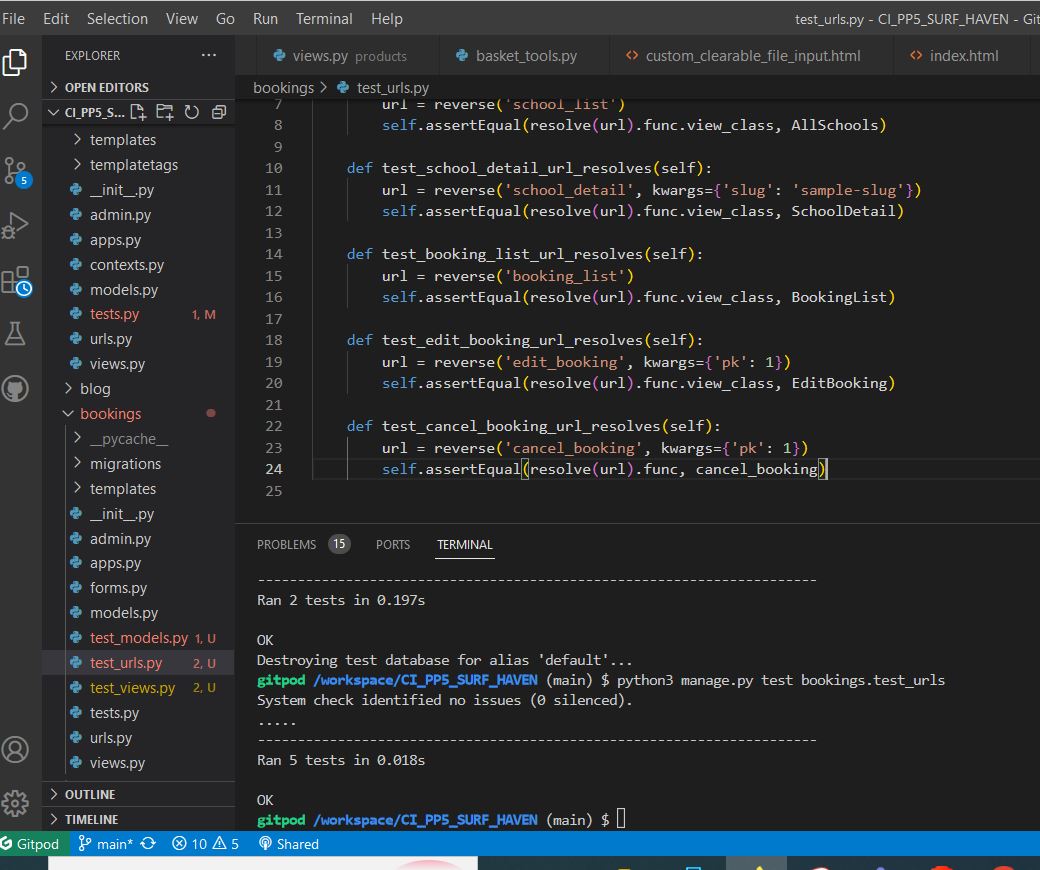 File Edit Selection View Go Run Terminal Help
test_urls.py - CI_PP5_SURF_HAVEN - Git
EXPLORER ...
OPEN EDITORS
CI_PP5_S...
templates
templatetags
__init__.py
admin.py
apps.py
contexts.py
models.py
tests.py 1, M
urls.py
views.py
blog
bookings
__pycache__
migrations
templates
__init__.py
admin.py
apps.py
forms.py
models.py
test_models.py 1, U
test_urls.py 2, U
test_views.py 2, U
tests.py
urls.py
views.py
OUTLINE
TIMELINE
5
views.py products
basket_tools.py
custom_clearable_file_input.html
index.html
bookings > test_urls.py
7 url = reverse('school_list')
8 self.assertEqual(resolve(url).func.view_class, AllSchools)
9
10 def test_school_detail_url_resolves(self):
11 url = reverse('school_detail', kwargs={'slug': 'sample-slug'})
12 self.assertEqual(resolve(url).func.view_class, SchoolDetail)
13
14 def test_booking_list_url_resolves(self):
15 url = reverse('booking_list')
16 self.assertEqual(resolve(url).func.view_class, BookingList)
17
18 def test_edit_booking_url_resolves(self):
19 url = reverse('edit_booking', kwargs={'pk': 1})
20 self.assertEqual(resolve(url).func.view_class, EditBooking)
21
22 def test_cancel_booking_url_resolves(self):
23 url = reverse('cancel_booking', kwargs={'pk': 1})
24 self.assertEqual(resolve(url).func, cancel_booking)
25
PROBLEMS 15 PORTS TERMINAL
----------------------------------------------------------------------
Ran 2 tests in 0.197s
OK
Destroying test database for alias 'default'...
gitpod /workspace/CI_PP5_SURF_HAVEN (main) $ python3 manage.py test bookings.test_urls
System check identified no issues (0 silenced).
.....
----------------------------------------------------------------------
Ran 5 tests in 0.018s
OK
gitpod /workspace/CI_PP5_SURF_HAVEN (main) $
Gitpod main* 10 5 Shared